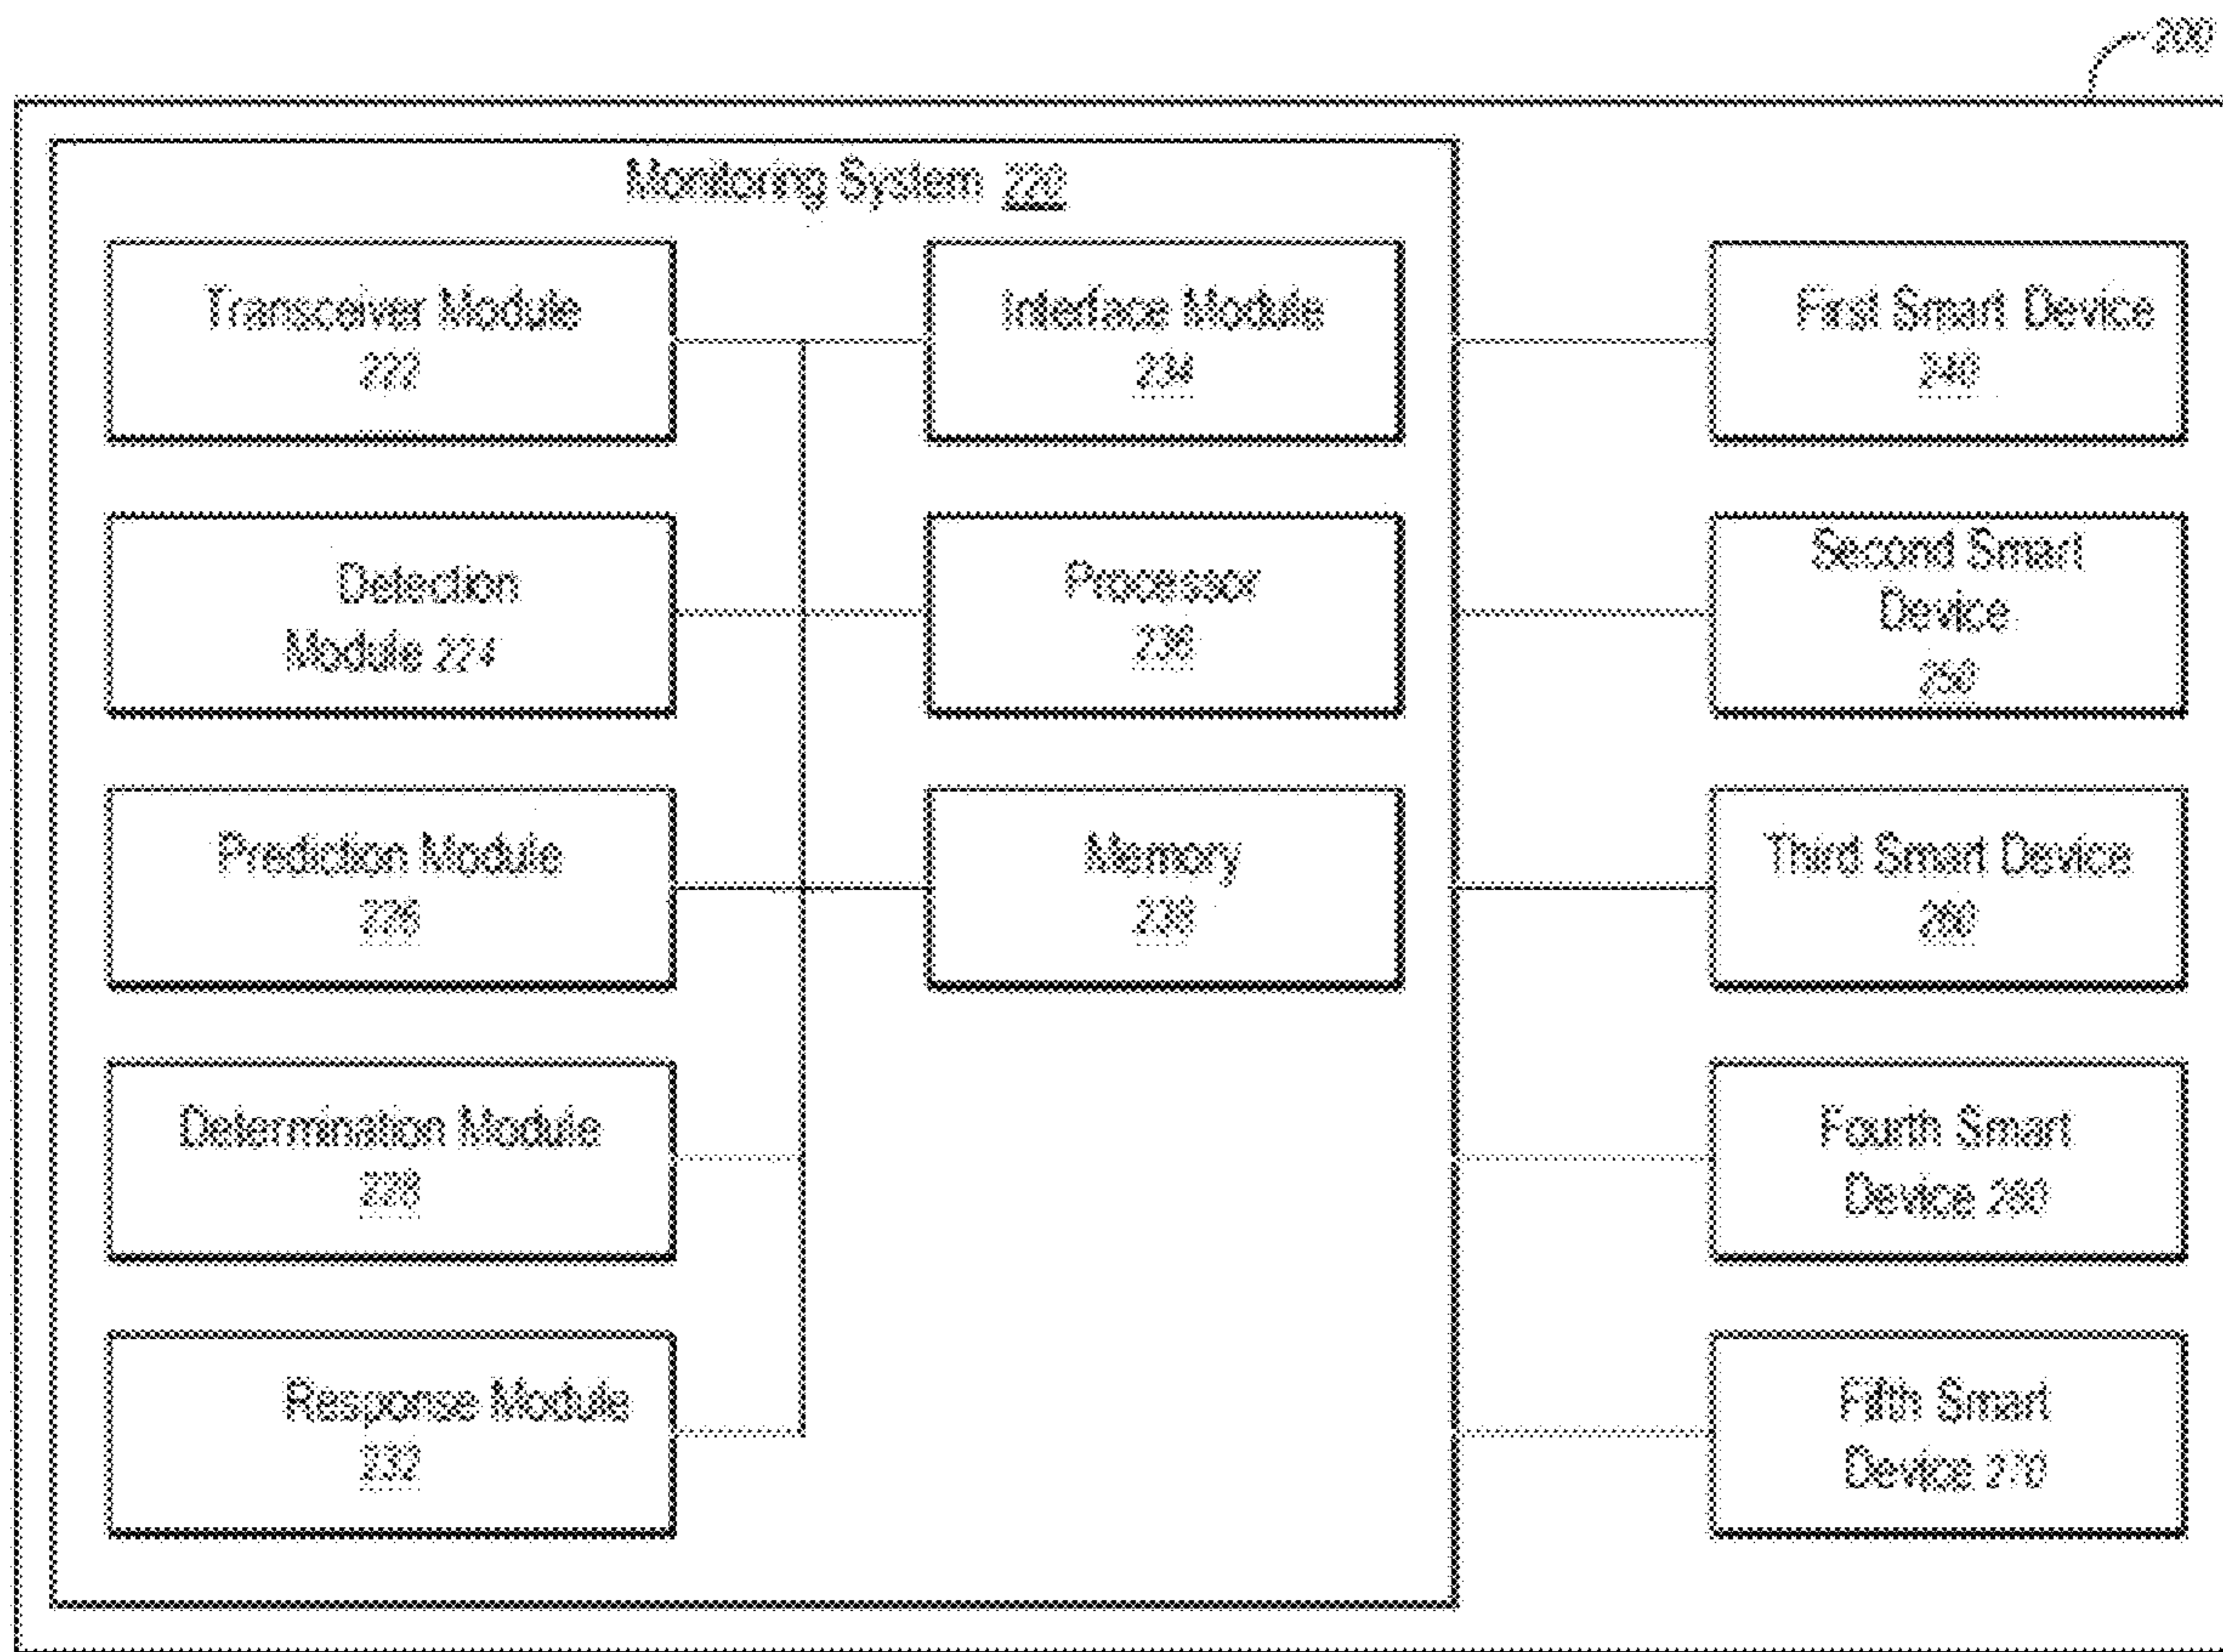 200
Monitoring System 220
Transceiver Module
222
Interface Module
234
First Smart Device
240
Detection
Module 224
Processor
236
Second Smart
Device
250
Prediction Module
226
Memory
238
Third Smart Device
Determination Module
228
Fourth Smart
Device
Response Module
232
Fifth Smart
Device 270